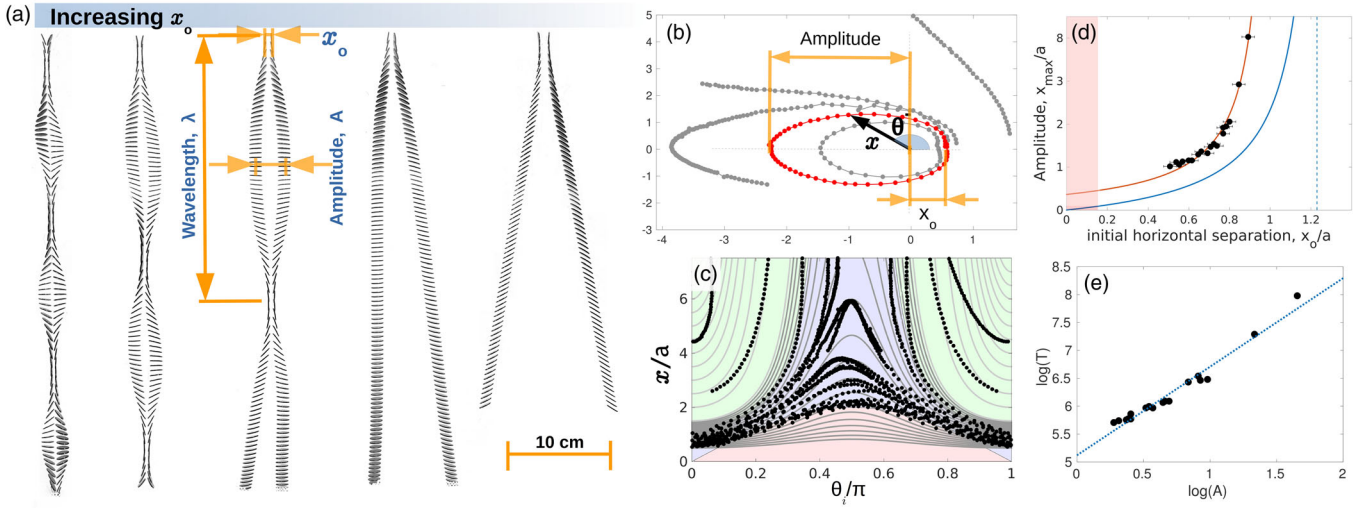 (a)
Increasing x_o
x_o
Wavelength, λ
Amplitude, A
10 cm
(b)
5
4
3
2
1
0
-1
-2
-3
-4
-3
-2
-1
0
1
Amplitude
θ
x
x_o
(c)
x/a
6
4
2
0
0
0.2
0.4
0.6
0.8
1
θ_i/π
(d)
Amplitude, x_max/a
8
6
4
2
0
0
0.4
0.8
1.2
1.6
initial horizontal separation, x_o/a
(e)
log(T)
8.5
8
7.5
7
6.5
6
5.5
5
0
0.5
1
1.5
2
log(A)